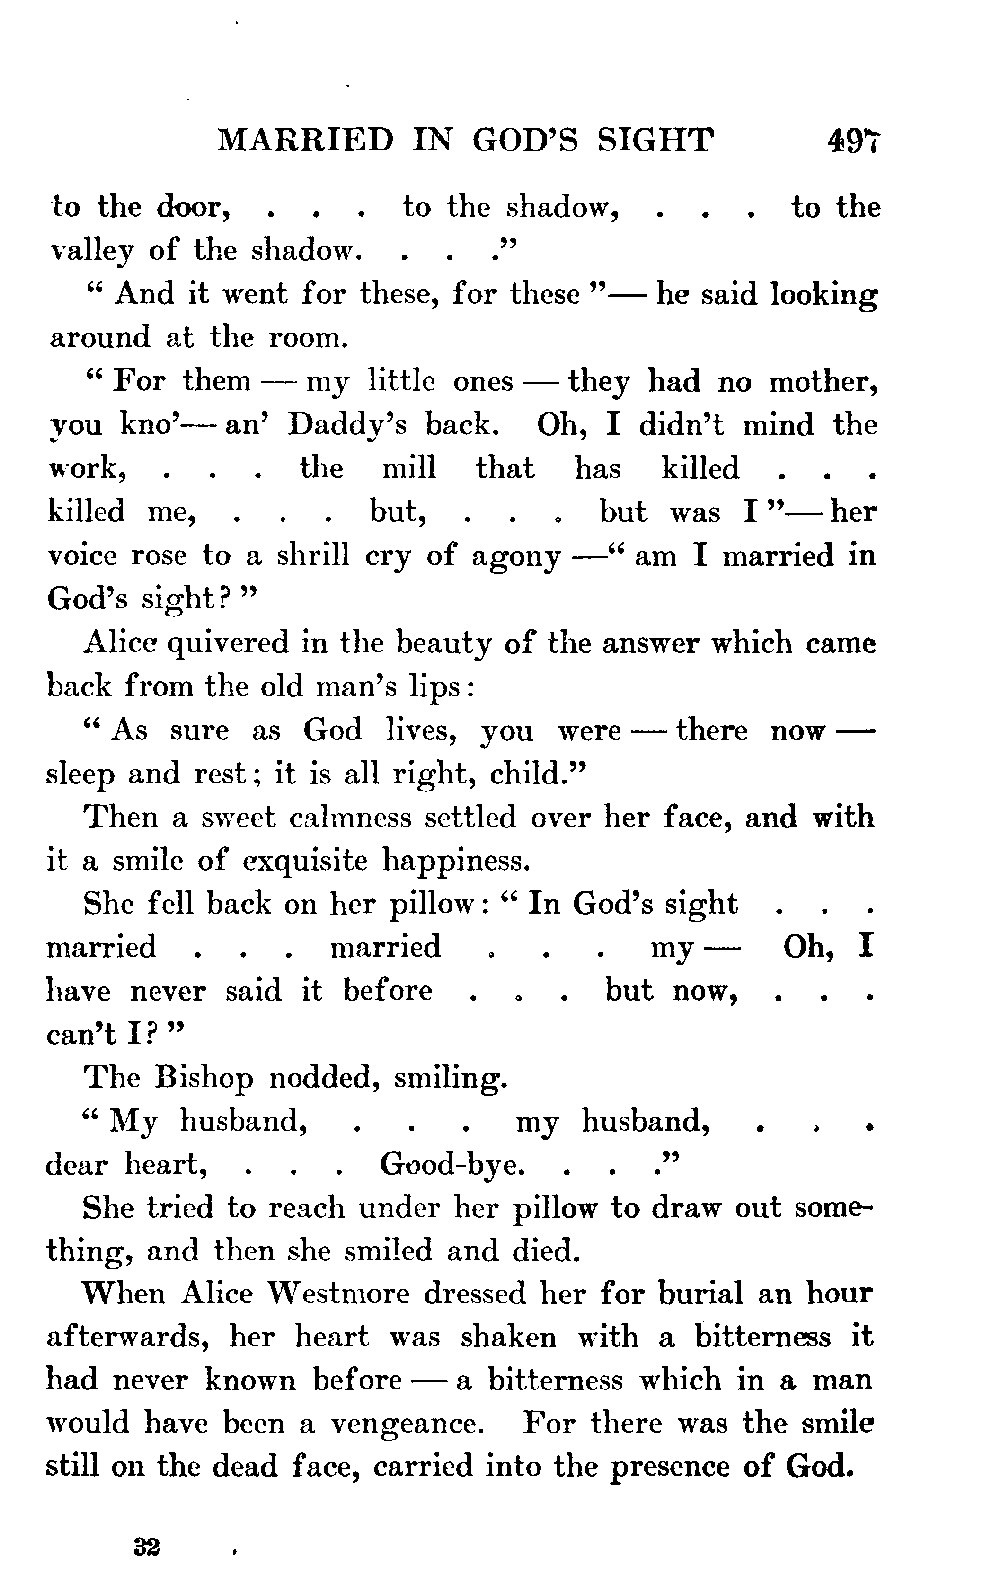 MARRIED IN GOD'S SIGHT 497
to the door, . . . to the shadow, . . . to the
valley of the shadow. . . ."
" And it went for these, for these "— he said looking
around at the room.
" For them — my little ones — they had no mother,
you kno'— an' Daddy's back. Oh, I didn't mind the
work, . . . the mill that has killed . . .
killed me, . . . but, . . . but was I "— her
voice rose to a shrill cry of agony —" am I married in
God's sight? "
Alice quivered in the beauty of the answer which came
back from the old man's lips:
" As sure as God lives, you were — there now —
sleep and rest; it is all right, child."
Then a sweet calmness settled over her face, and with
it a smile of exquisite happiness.
She fell back on her pillow: " In God's sight . . .
married . . . married . . . my — Oh, I
have never said it before . . . but now, . . .
can't I? "
The Bishop nodded, smiling.
" My husband, . . . my husband, . . .
dear heart, . . . Good-bye. . . ."
She tried to reach under her pillow to draw out some-
thing, and then she smiled and died.
When Alice Westmore dressed her for burial an hour
afterwards, her heart was shaken with a bitterness it
had never known before — a bitterness which in a man
would have been a vengeance. For there was the smile
still on the dead face, carried into the presence of God.
32